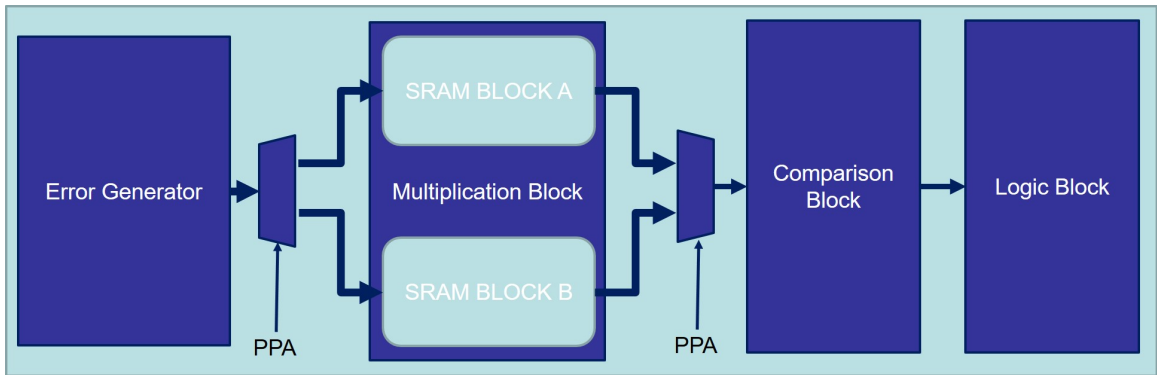 Error Generator
PPA
SRAM BLOCK A
Multiplication Block
SRAM BLOCK B
PPA
Comparison
Block
Logic Block